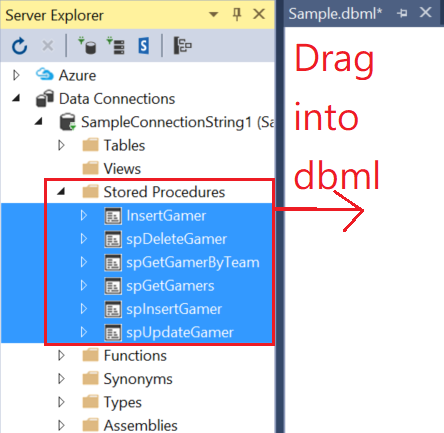 Server Explorer
Sample.dbml*
Azure
Data Connections
SampleConnectionString1 (Sa
Tables
Views
Stored Procedures
InsertGamer
spDeleteGamer
spGetGamerByTeam
spGetGamers
spInsertGamer
spUpdateGamer
Functions
Synonyms
Types
Assemblies
Drag
into
dbml